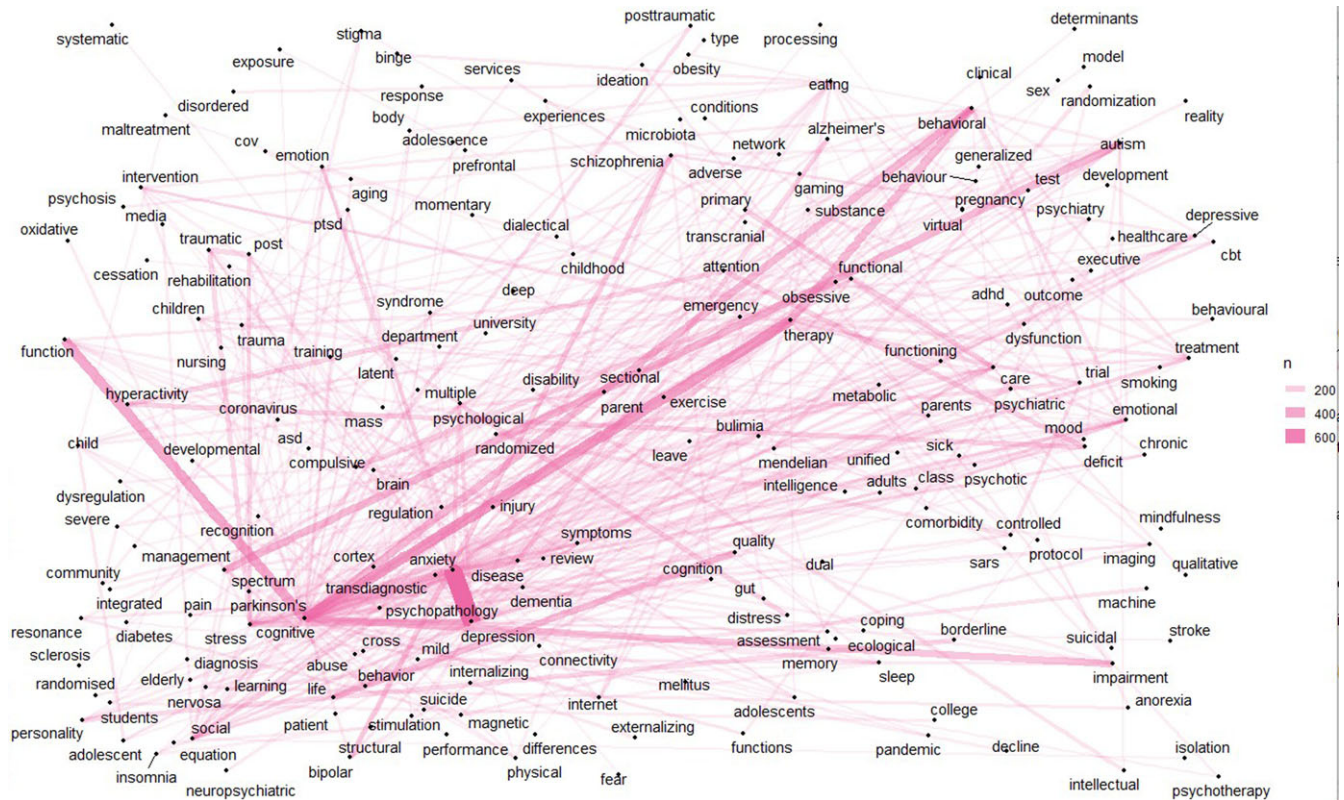 posttraumatic
determinants
systematic
stigma
type
processing
binge
exposure
services
ideation
obesity
eating
clinical
model
sex
randomization
disordered
response
body
experiences
conditions
microbiota
alzheimer's
behavioral
reality
maltreatment
cov
emotion
adolescence
prefrontal
schizophrenia
network
adverse
generalized
autism
intervention
aging
behaviour
test
development
psychosis
media
ptsd
momentary
gaming
primary
substance
pregnancy
psychiatry
depressive
oxidative
traumatic
post
dialectical
transcranial
virtual
healthcare
cbt
cessation
rehabilitation
childhood
attention
functional
executive
children
syndrome
deep
emergency
obsessive
adhd
outcome
behavioural
function
nursing
trauma
training
department
university
therapy
dysfunction
latent
functioning
treatment
hyperactivity
multiple
disability
sectional
care
trial
smoking
n
200
400
600
coronavirus
mass
psychological
parent
exercise
metabolic
parents
psychiatric
emotional
child
developmental
asd
compulsive
randomized
bulimia
mood
brain
leave
mendelian
unified
sick
deficit
chronic
dysregulation
intelligence
adults
class
psychotic
severe
recognition
regulation
injury
comorbidity
controlled
mindfulness
management
cortex
anxiety
symptoms
review
quality
dual
sars
protocol
imaging
community
spectrum
transdiagnostic
disease
cognition
qualitative
integrated
pain
parkinson's
psychopathology
dementia
gut
machine
resonance
diabetes
stress
cognitive
depression
distress
coping
borderline
suicidal
stroke
sclerosis
diagnosis
cross
mild
connectivity
assessment
ecological
abuse
memory
randomised
elderly
learning
behavior
internalizing
sleep
impairment
nervosa
life
mellitus
students
suicide
internet
adolescents
college
anorexia
personality
social
patient
stimulation
magnetic
externalizing
adolescent
equation
structural
performance
differences
functions
pandemic
decline
isolation
insomnia
bipolar
physical
fear
intellectual
psychotherapy
neuropsychiatric